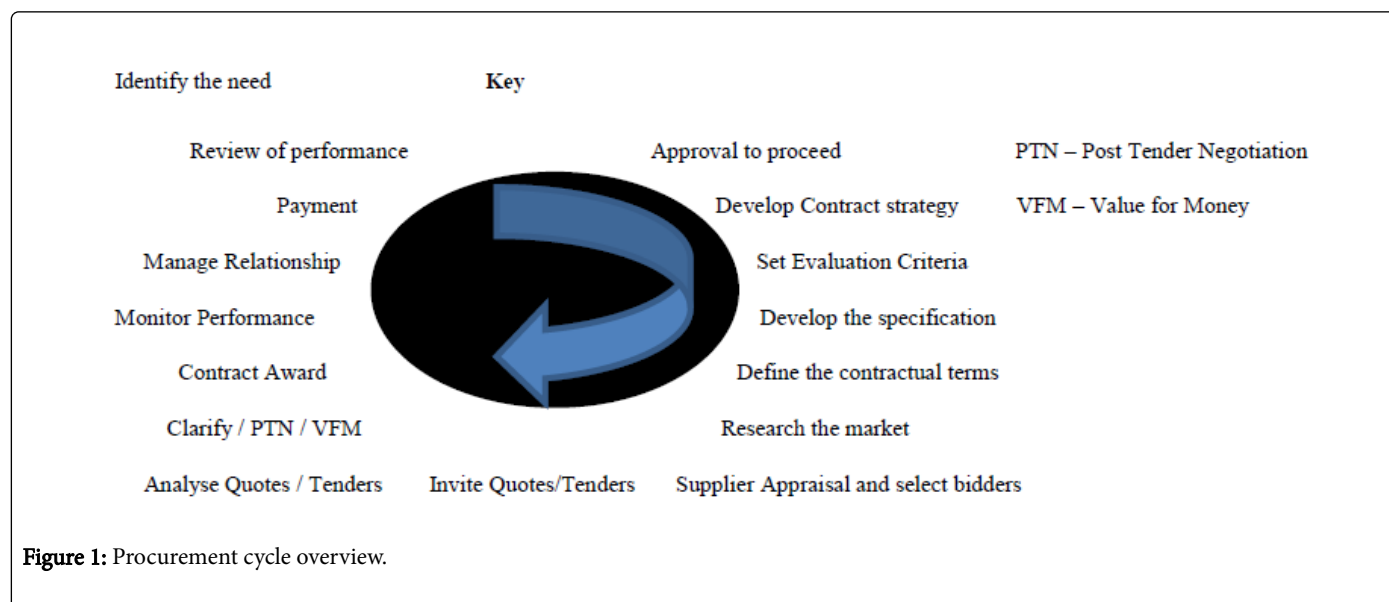 Identify the need Key
Review of performance Approval to proceed PTN – Post Tender Negotiation
Payment Develop Contract strategy VFM – Value for Money
Manage Relationship Set Evaluation Criteria
Monitor Performance Develop the specification
Contract Award Define the contractual terms
Clarify / PTN / VFM Research the market
Analyse Quotes / Tenders Invite Quotes/Tenders Supplier Appraisal and select bidders
Figure 1: Procurement cycle overview.